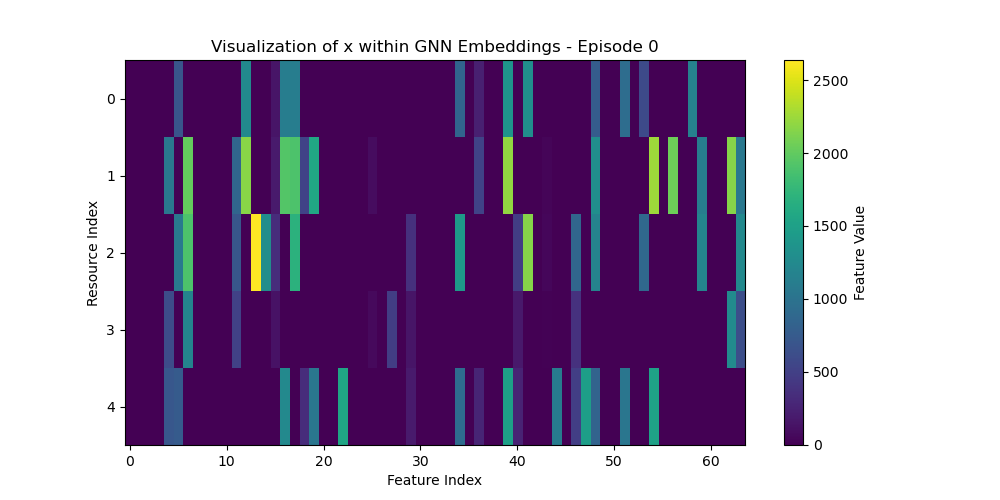 Visualization of x within GNN Embeddings - Episode 0
0
1
2
3
4
Resource Index
0 10 20 30 40 50 60
Feature Index
2500
2000
1500
1000
500
0
Feature Value